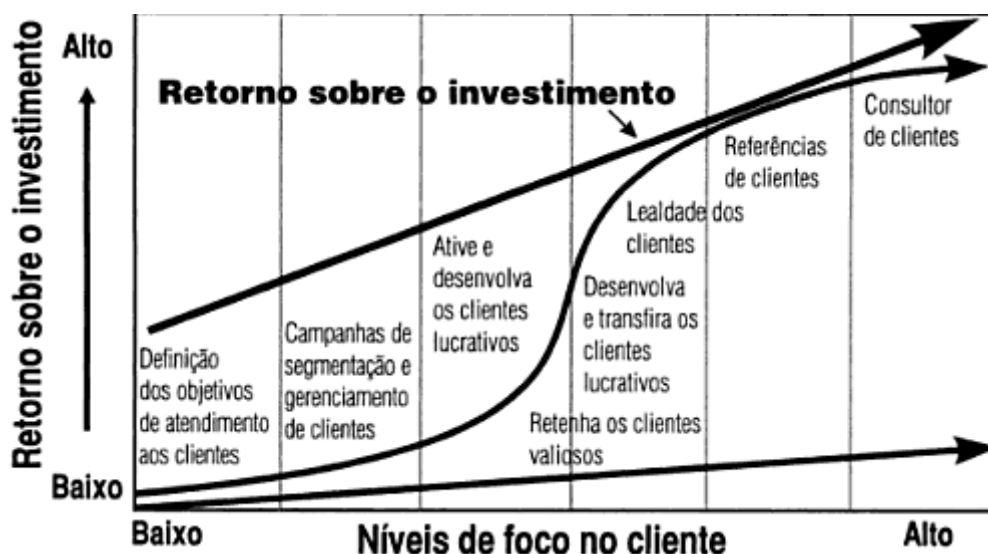 Retorno sobre o investimento
Alto
Baixo
Retorno sobre o investimento
Definição
dos objetivos
de atendimento
aos clientes
Campanhas de
segmentação e
gerenciamento
de clientes
Ative e
desenvolva
os clientes
lucrativos
Retenha os clientes
valiosos
Desenvolva
e transfira os
clientes
lucrativos
Lealdade dos
clientes
Referências
de clientes
Consultor
de clientes
Baixo
Níveis de foco no cliente
Alto